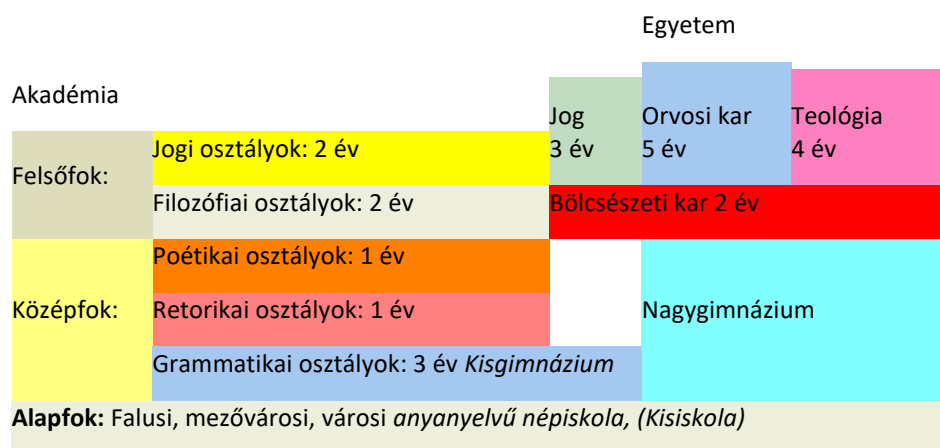 Egyetem
Akadémia
Jog
3 év
Orvosi kar
5 év
Teológia
4 év
Felsőfok:
Jogi osztályok: 2 év
Filozófiai osztályok: 2 év
Bölcsészeti kar 2 év
Középfok:
Poétikai osztályok: 1 év
Retorikai osztályok: 1 év
Nagygimnázium
Grammatikai osztályok: 3 év Kisgimnázium
Alapfok: Falusi, mezővárosi, városi anyanyelvű népiskola, (Kisiskola)